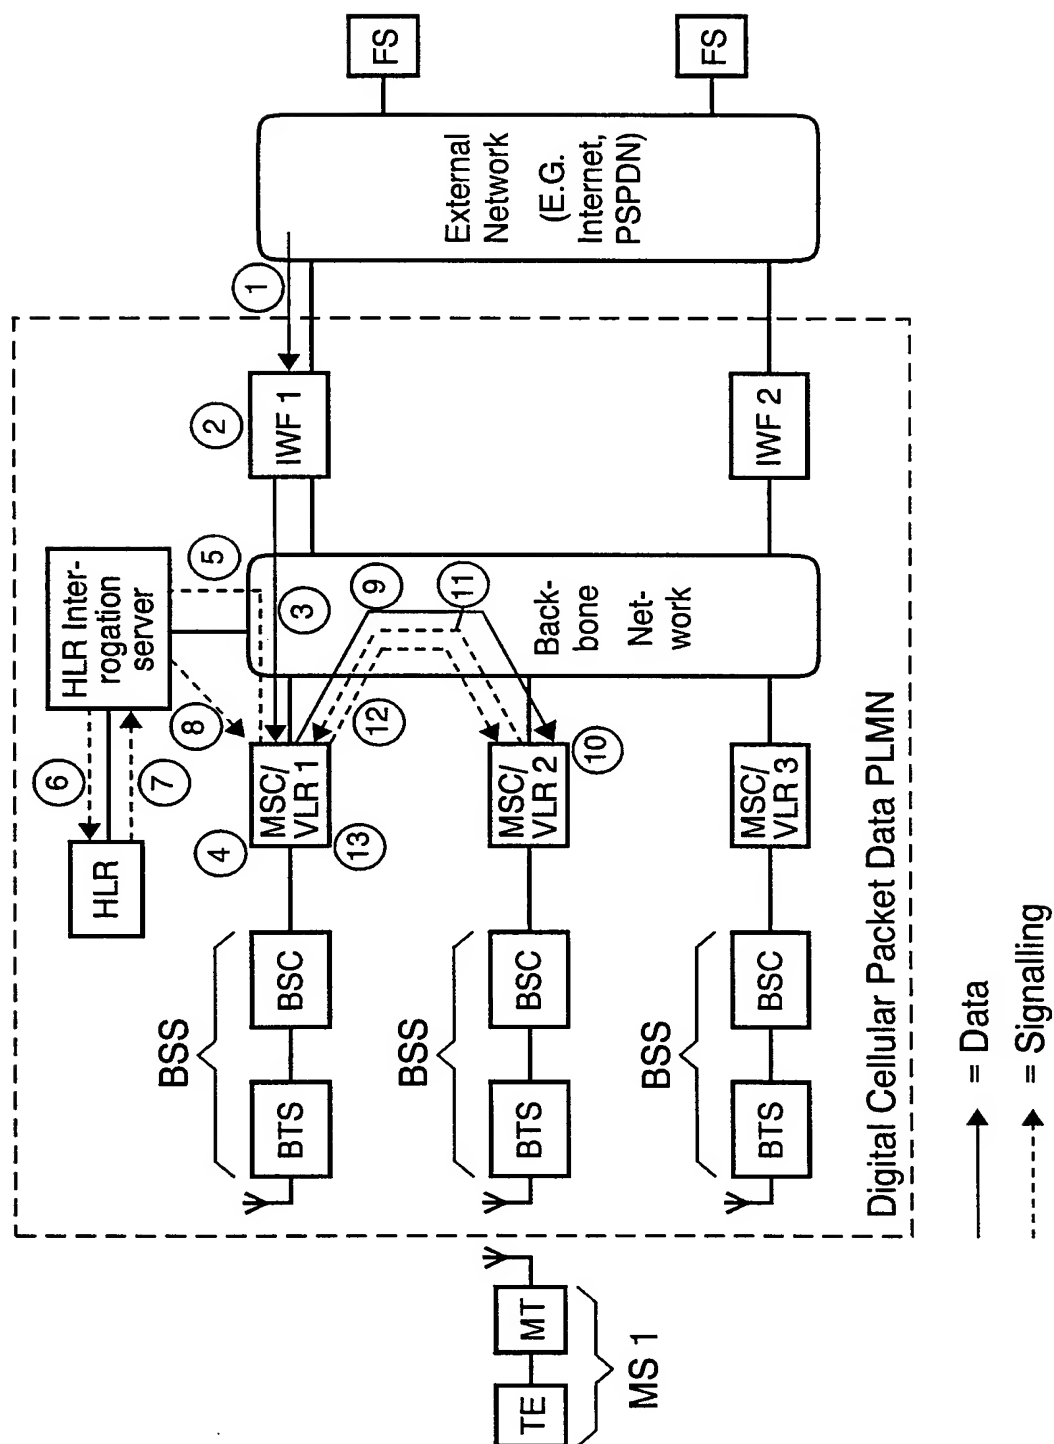 TE
MT
MS 1
BTS
BSC
BSS
BTS
BSC
BSS
BTS
BSC
BSS
HLR
6
7
HLR Inter-
rogation
server
8
5
4
MSC/
VLR 1
13
MSC/
VLR 2
10
MSC/
VLR 3
3
9
11
12
Back-
bone
Net-
work
2
IWF 1
IWF 2
1
External
Network
(E.G.
Internet,
PSPDN)
FS
FS
Digital Cellular Packet Data PLMN
= Data
= Signalling